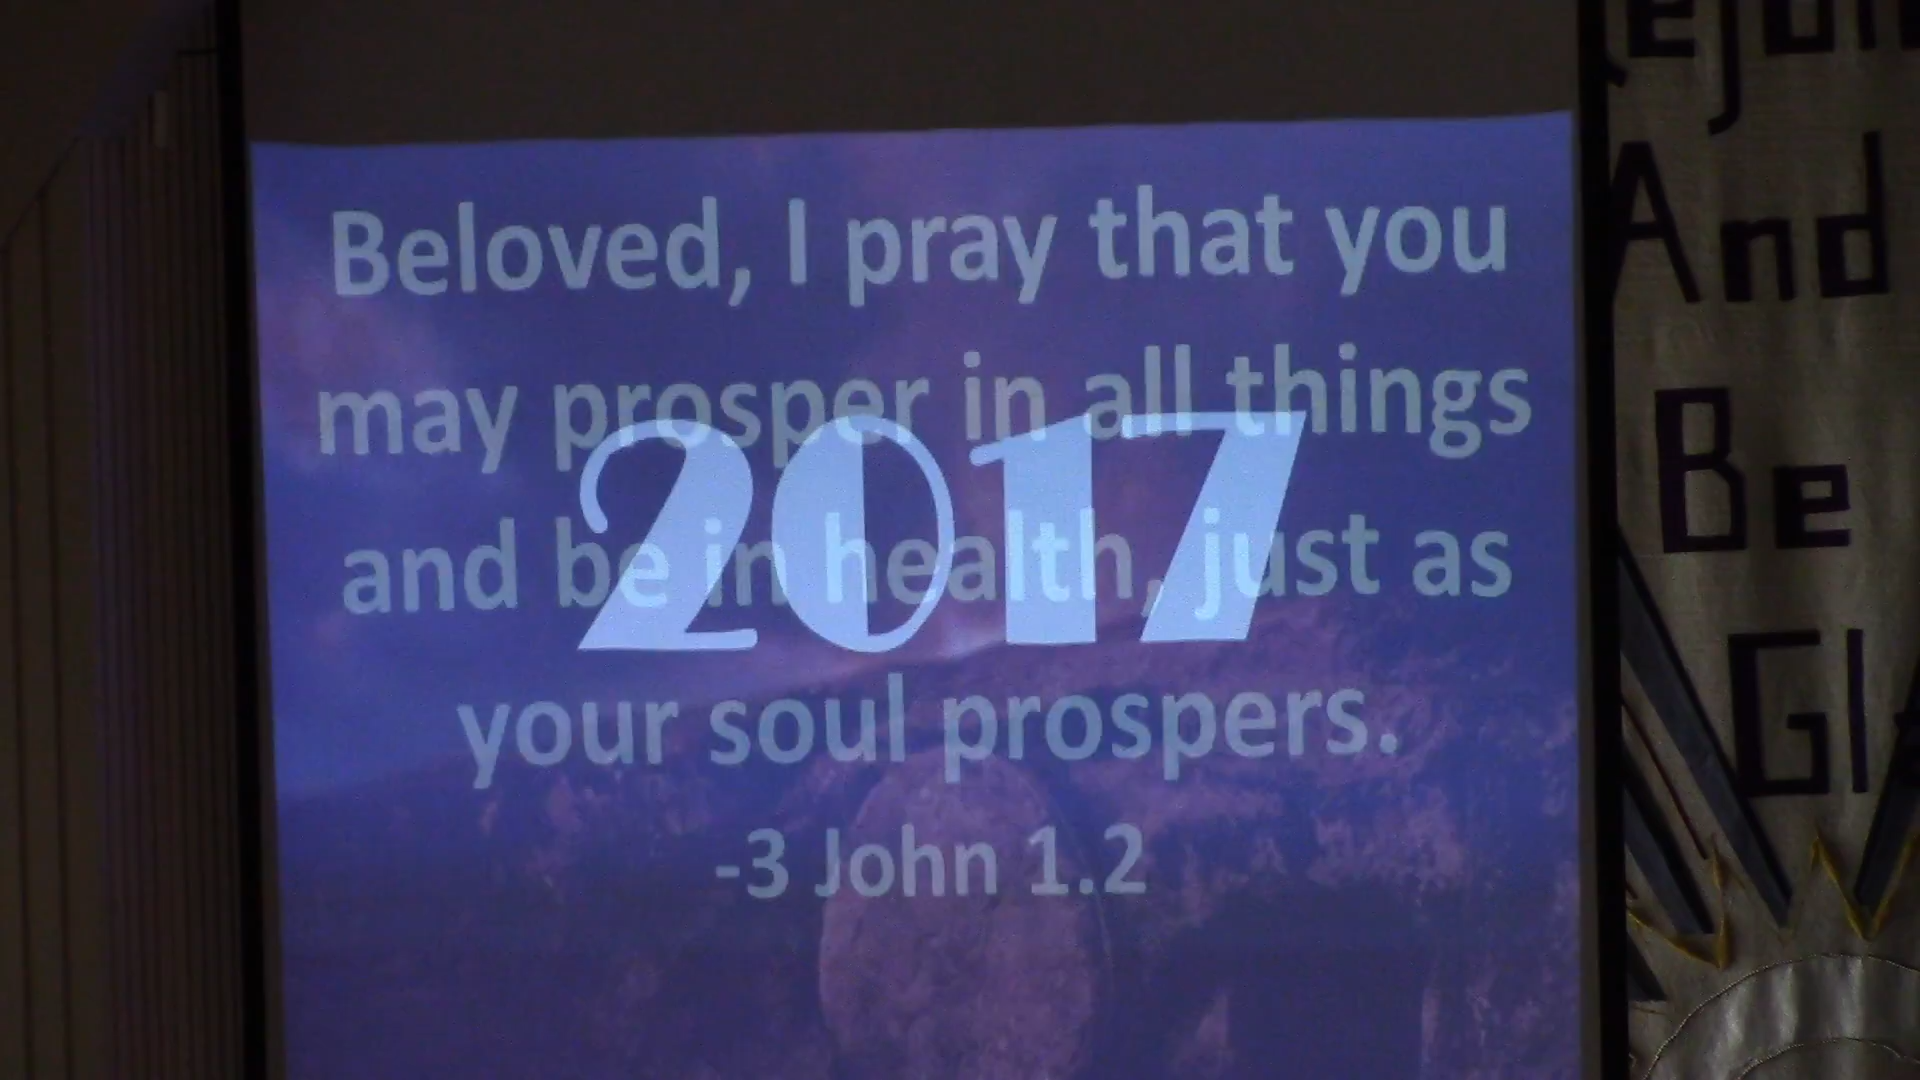 Beloved, I pray that you
may prosper in all things
2017
and be in health, just as
your soul prospers.
-3 John 1.2
And
Be